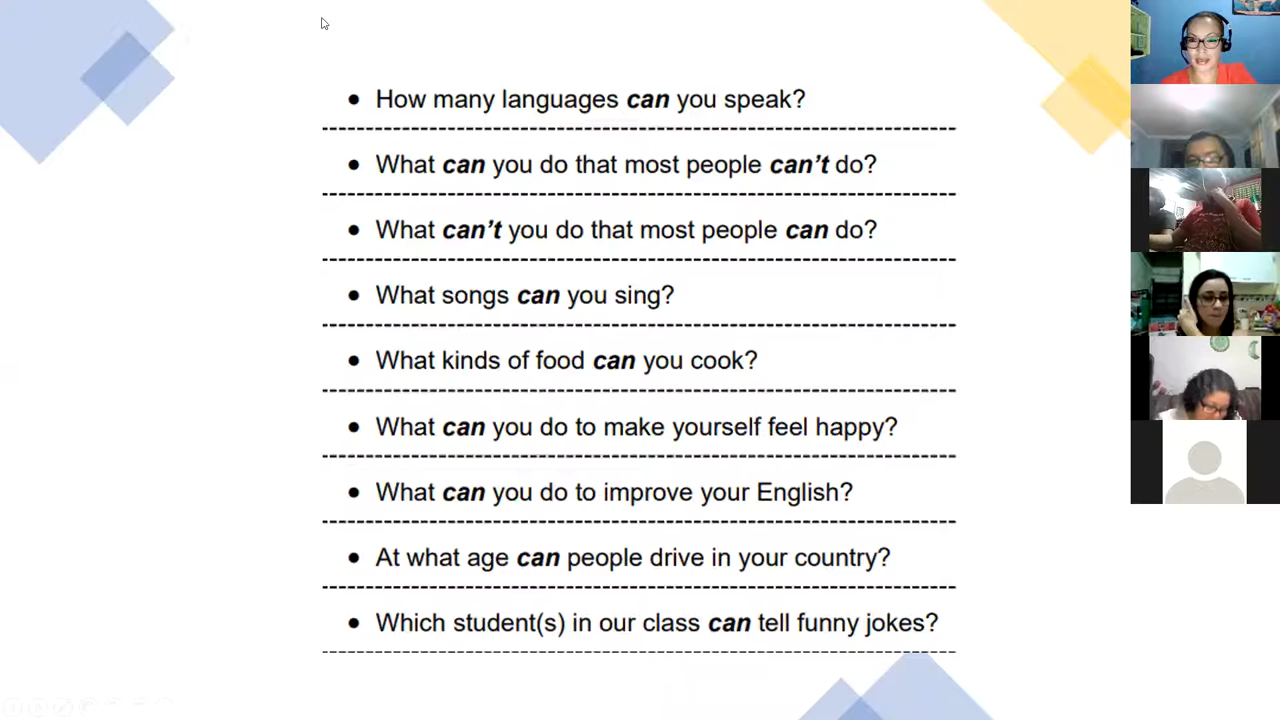 • How many languages can you speak?
• What can you do that most people can’t do?
• What can’t you do that most people can do?
• What songs can you sing?
• What kinds of food can you cook?
• What can you do to make yourself feel happy?
• What can you do to improve your English?
• At what age can people drive in your country?
• Which student(s) in our class can tell funny jokes?